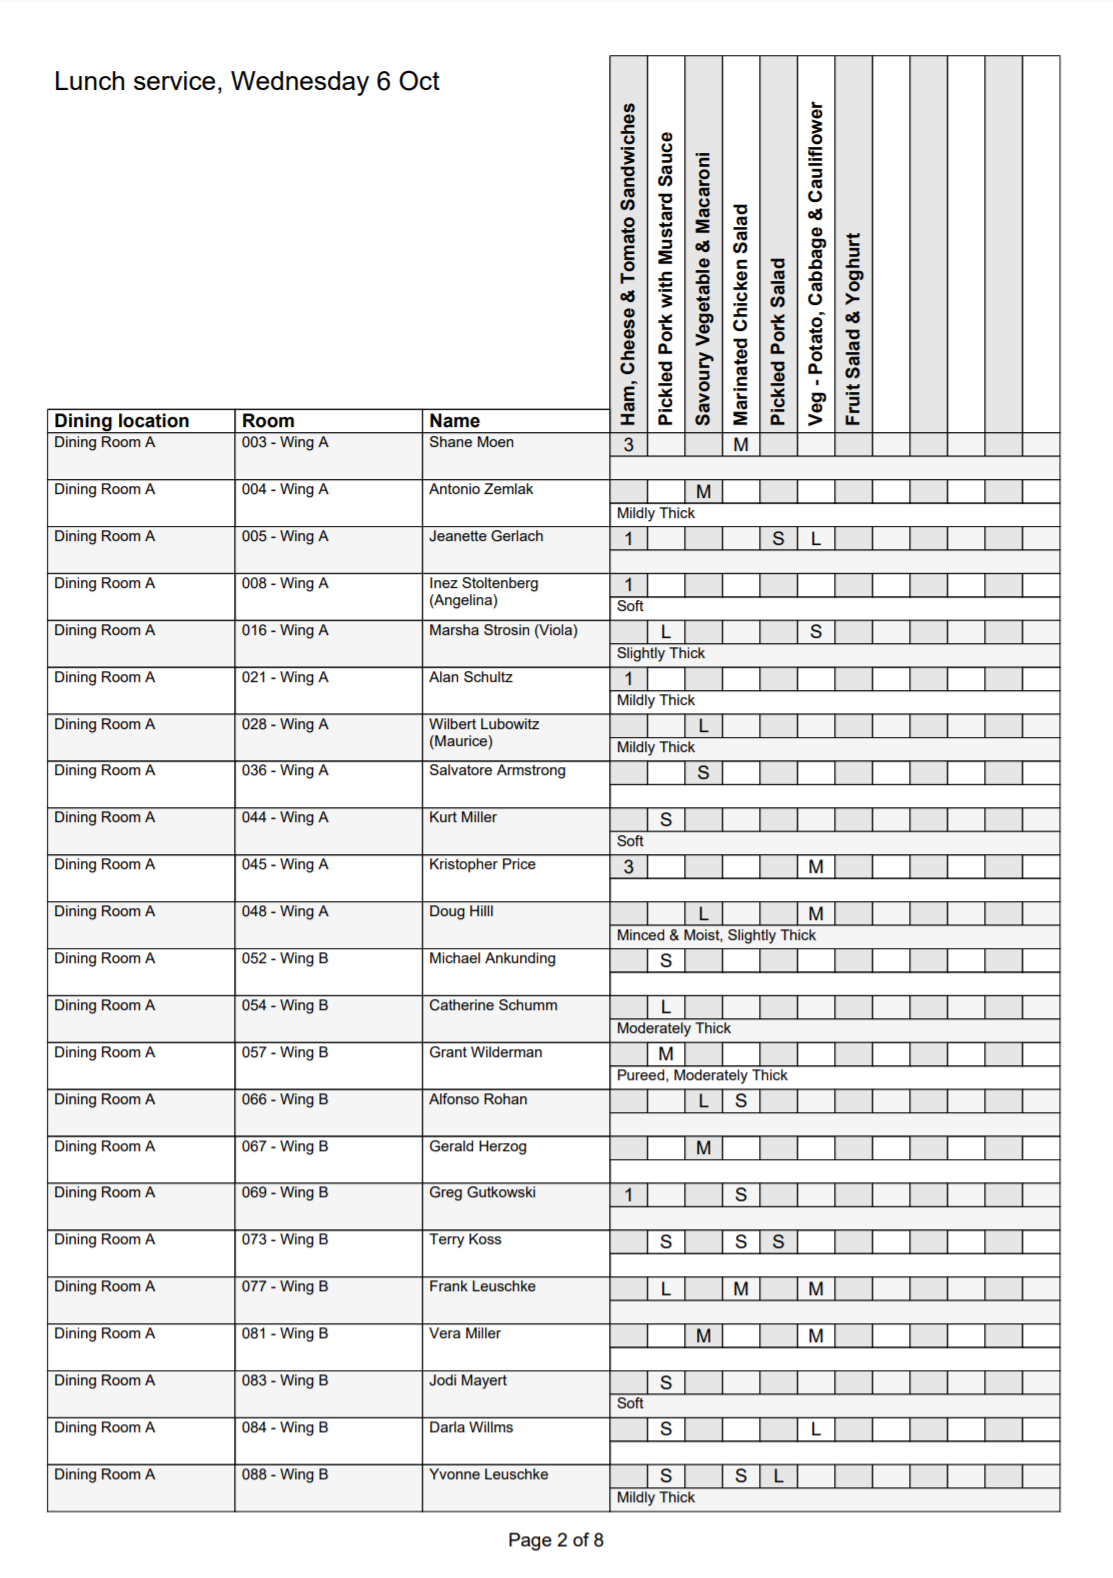 Lunch service, Wednesday 6 Oct
Ham, Cheese & Tomato Sandwiches
Pickled Pork with Mustard Sauce
Savoury Vegetable & Macaroni
Marinated Chicken Salad
Pickled Pork Salad
Veg - Potato, Cabbage & Cauliflower
Fruit Salad & Yoghurt
Dining location Room Name
Dining Room A 003 - Wing A Shane Moen 3 M
Dining Room A 004 - Wing A Antonio Zemlak M
Mildly Thick
Dining Room A 005 - Wing A Jeanette Gerlach 1 S L
Dining Room A 008 - Wing A Inez Stoltenberg 1
(Angelina) Soft
Dining Room A 016 - Wing A Marsha Strosin (Viola) L S
Slightly Thick
Dining Room A 021 - Wing A Alan Schultz 1
Mildly Thick
Dining Room A 028 - Wing A Wilbert Lubowitz L
(Maurice) Mildly Thick
Dining Room A 036 - Wing A Salvatore Armstrong S
Dining Room A 044 - Wing A Kurt Miller S
Soft
Dining Room A 045 - Wing A Kristopher Price 3 M
Dining Room A 048 - Wing A Doug Hilll L M
Minced & Moist, Slightly Thick
Dining Room A 052 - Wing B Michael Ankunding S
Dining Room A 054 - Wing B Catherine Schumm L
Moderately Thick
Dining Room A 057 - Wing B Grant Wilderman M
Pureed, Moderately Thick
Dining Room A 066 - Wing B Alfonso Rohan L S
Dining Room A 067 - Wing B Gerald Herzog M
Dining Room A 069 - Wing B Greg Gutkowski 1 S
Dining Room A 073 - Wing B Terry Koss S S S
Dining Room A 077 - Wing B Frank Leuschke L M M
Dining Room A 081 - Wing B Vera Miller M M
Dining Room A 083 - Wing B Jodi Mayert S
Soft
Dining Room A 084 - Wing B Darla Willms S L
Dining Room A 088 - Wing B Yvonne Leuschke S S L
Mildly Thick
Page 2 of 8